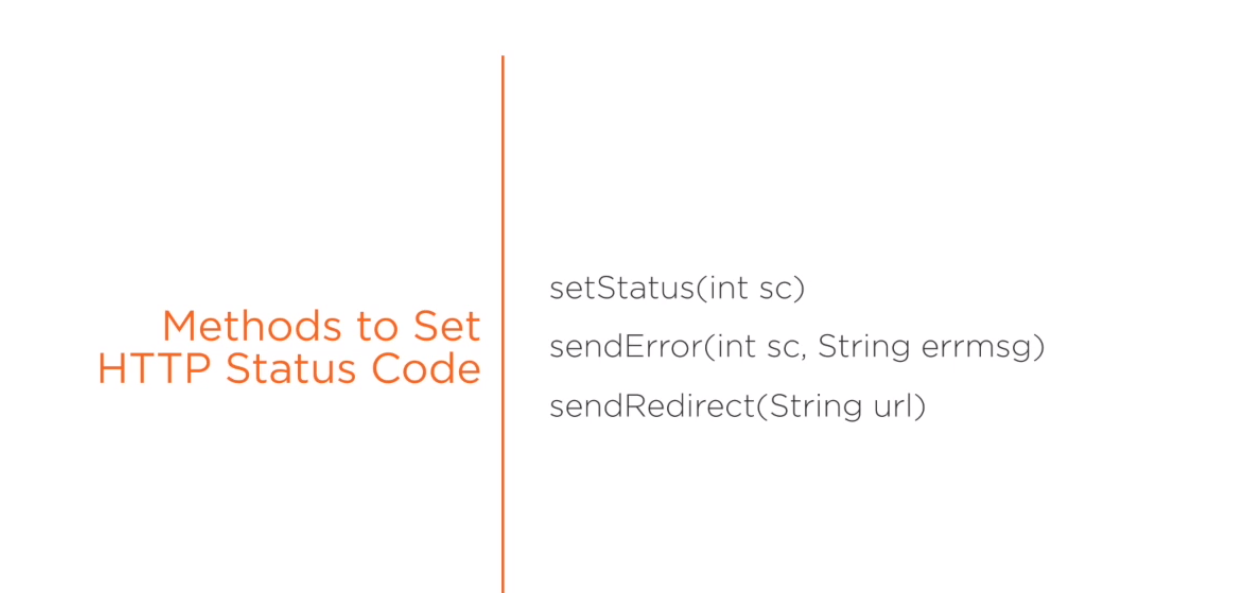 Methods to Set
HTTP Status Code
setStatus(int sc)
sendError(int sc, String errmsg)
sendRedirect(String url)